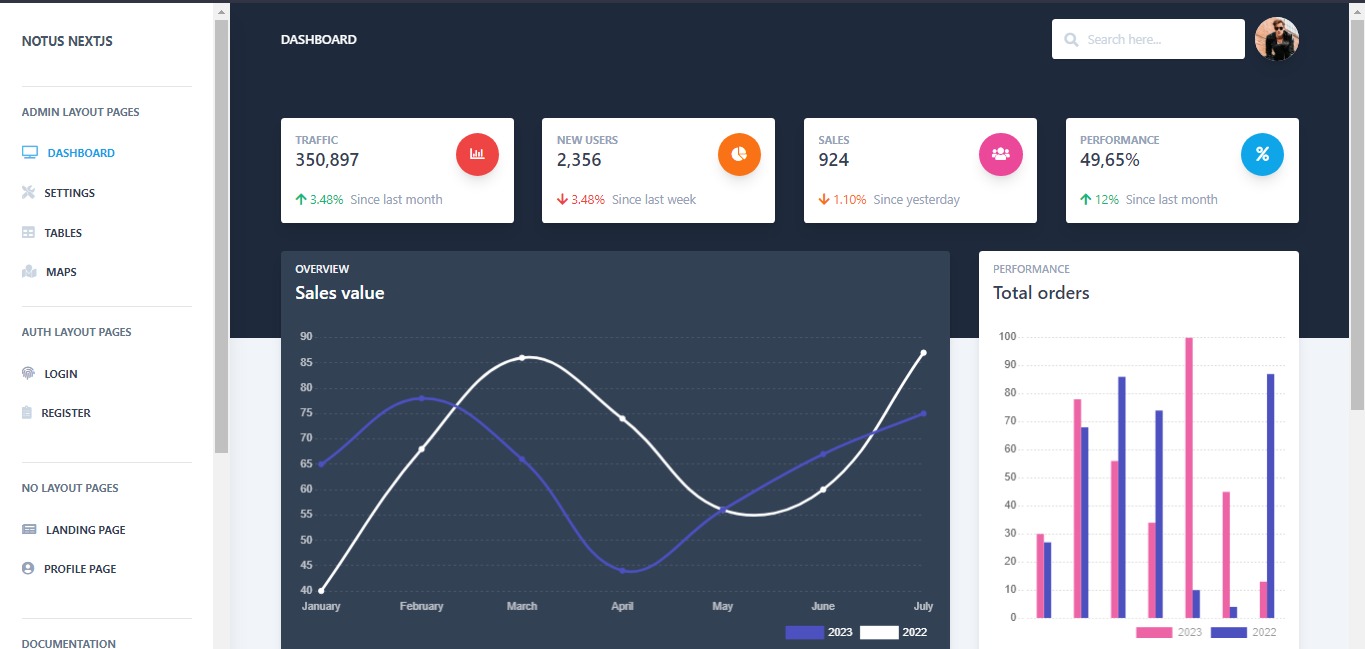 NOTUS NEXTJS
ADMIN LAYOUT PAGES
DASHBOARD
SETTINGS
TABLES
MAPS
AUTH LAYOUT PAGES
LOGIN
REGISTER
NO LAYOUT PAGES
LANDING PAGE
PROFILE PAGE
DOCUMENTATION
DASHBOARD
Search here...
TRAFFIC
350,897
3.48% Since last month
NEW USERS
2,356
3.48% Since last week
SALES
924
1.10% Since yesterday
PERFORMANCE
49,65%
12% Since last month
OVERVIEW
Sales value
90
85
80
75
70
65
60
55
50
45
40
January February March April May June July
2023 2022
PERFORMANCE
Total orders
100
90
80
70
60
50
40
30
20
10
0
2023 2022